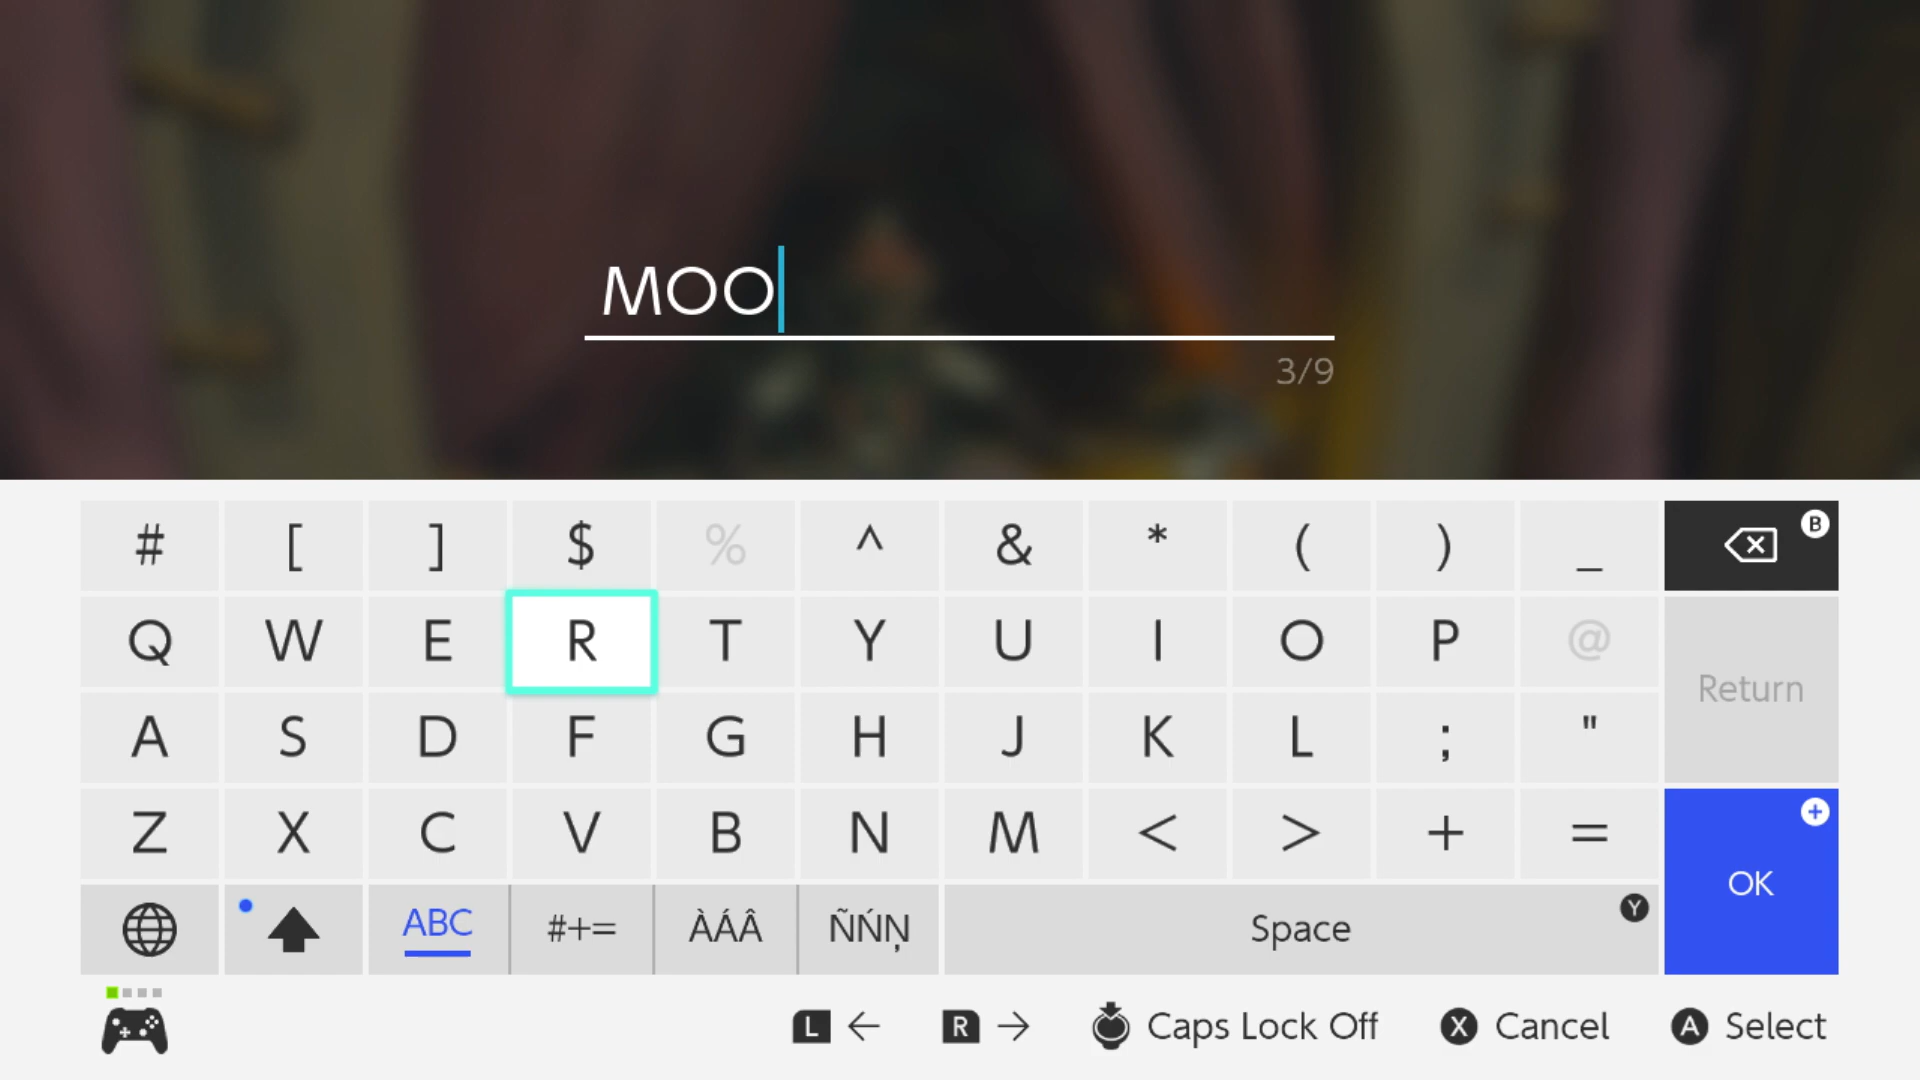 MOO
3/9
# [ ] $ % ^ & * ( ) _ B
Q W E R T Y U I O P @ Return
A S D F G H J K L ; "
Z X C V B N M < > + = + OK
ABC #+= ÀÁÂ ÑŃŅ Space Y
L ← R → Caps Lock Off X Cancel A Select